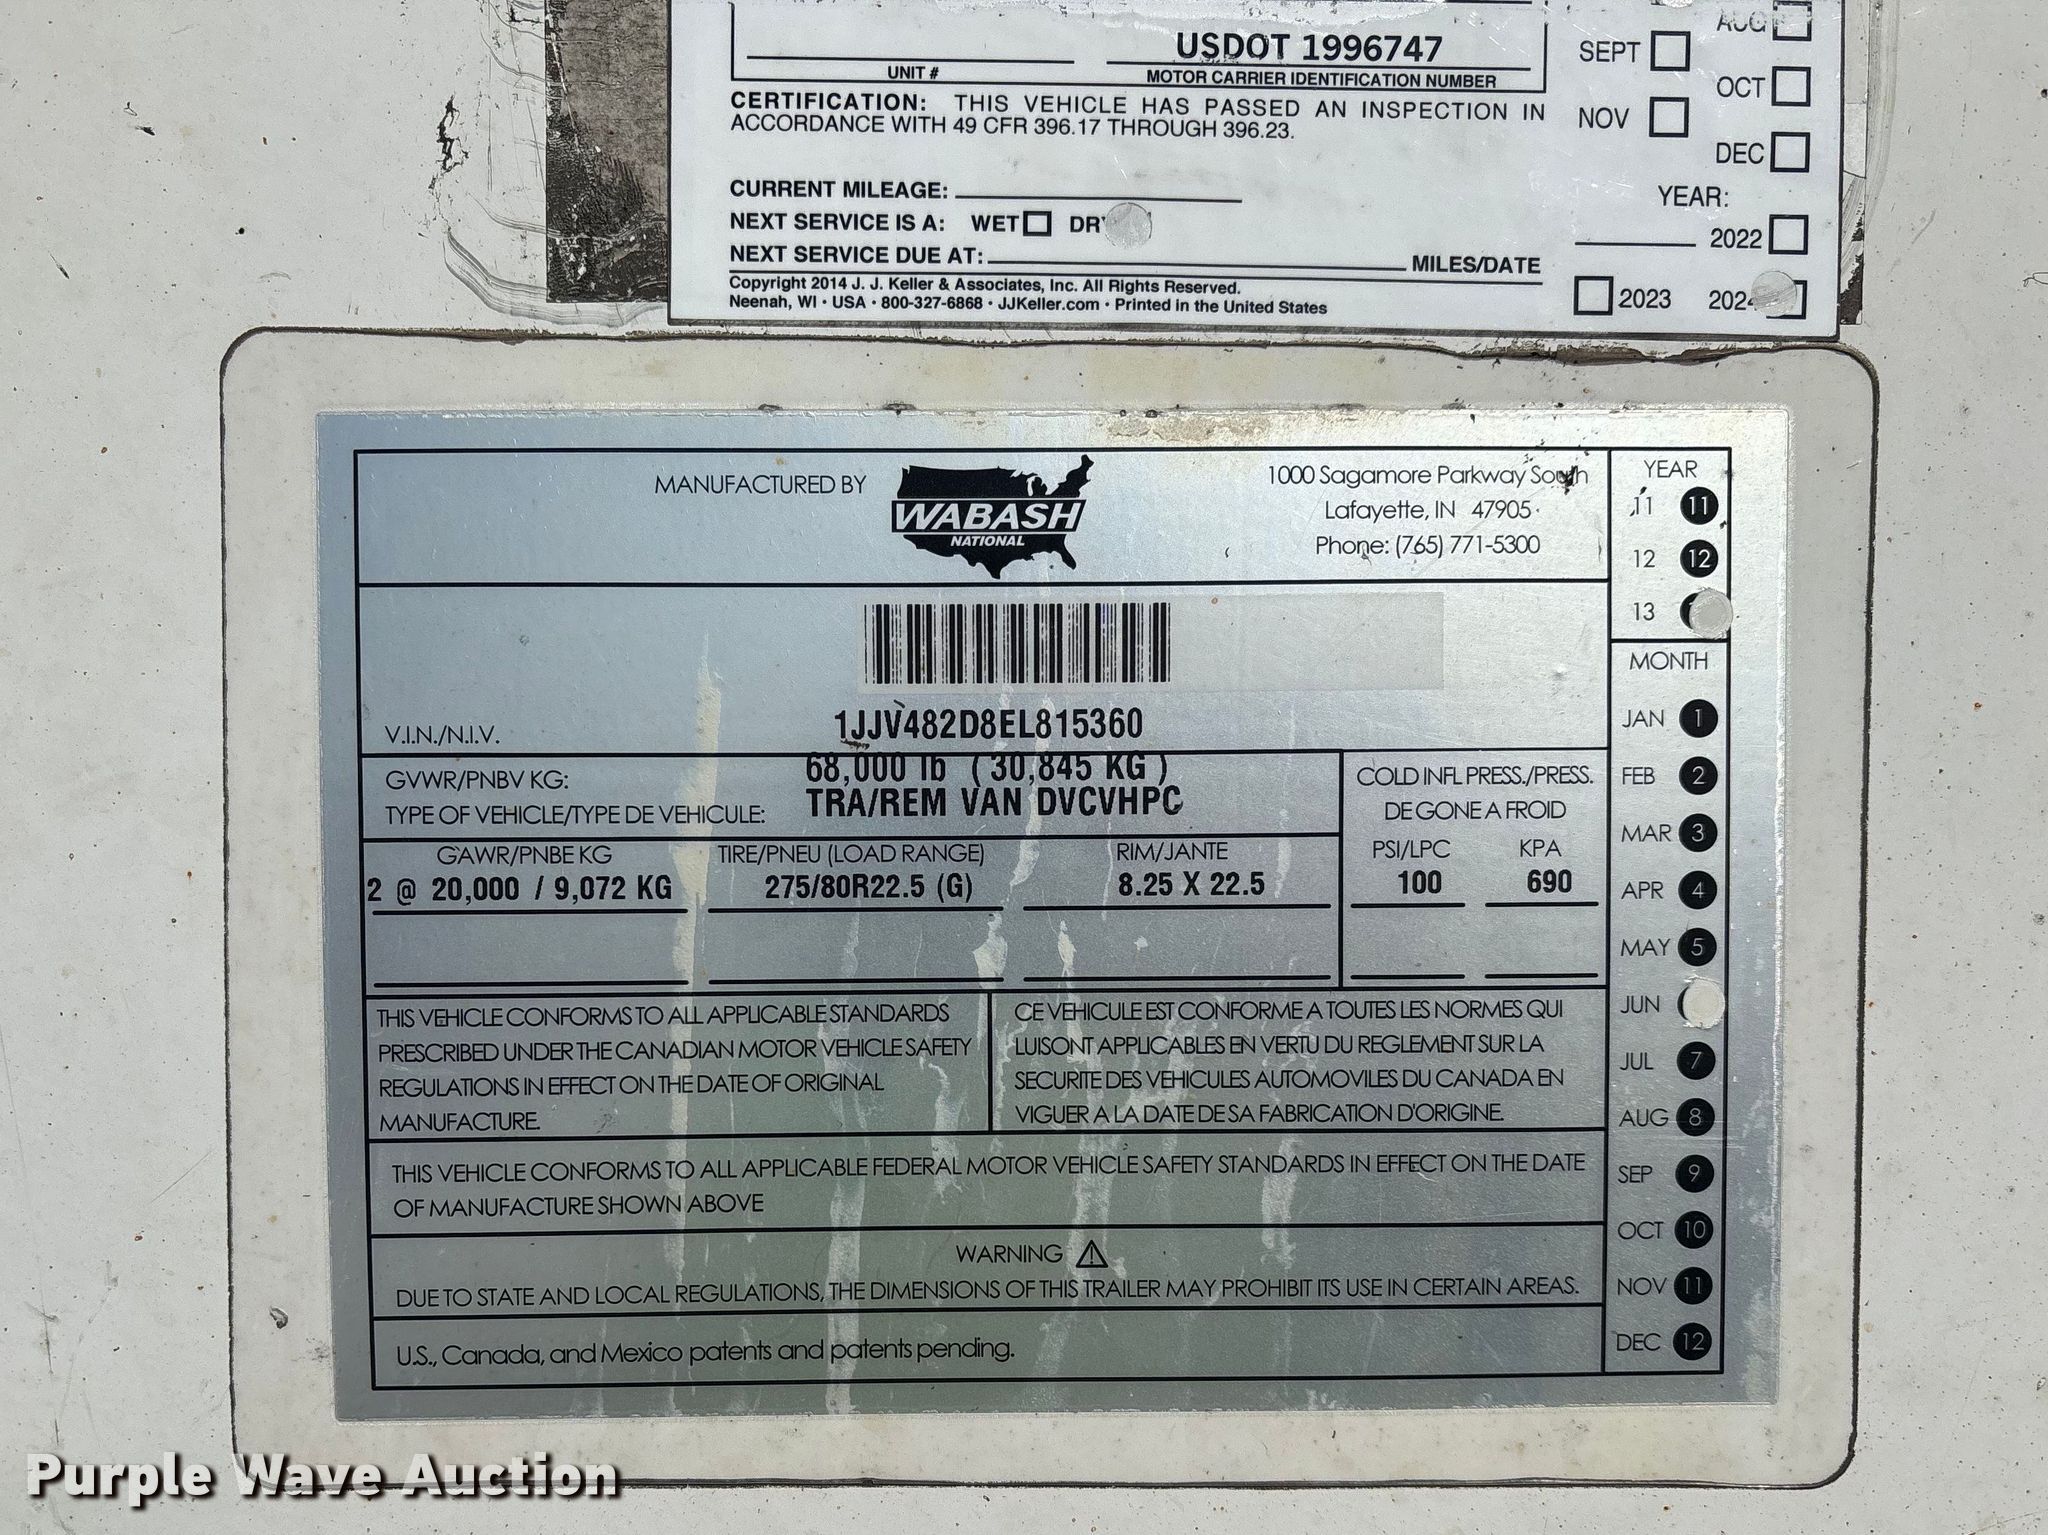 AUG
USDOT 1996747
SEPT
UNIT #
MOTOR CARRIER IDENTIFICATION NUMBER
OCT
CERTIFICATION: THIS VEHICLE HAS PASSED AN INSPECTION IN
ACCORDANCE WITH 49 CFR 396.17 THROUGH 396.23.
NOV
DEC
CURRENT MILEAGE:
YEAR:
NEXT SERVICE IS A: WET
2022
NEXT SERVICE DUE AT: MILES/DATE
Copyright 2014 J. J. Keller & Associates, Inc. All Rights Reserved.
Neenah, WI • USA • 800-327-6868 • JJKeller.com • Printed in the United States
2023
MANUFACTURED BY
WABASH
NATIONAL
1000 Sagamore Parkway South
Lafayette, IN 47905
Phone: (765) 771-5300
YEAR
11 11
12 12
13
V.I.N./N.I.V. 1JJV482D8EL815360
GVWR/PNBV KG: 68,000 lb ( 30,845 KG )
TYPE OF VEHICLE/TYPE DE VEHICULE: TRA/REM VAN DVCVHPC
COLD INFL PRESS./PRESS.
DE GONE A FROID
GAWR/PNBE KG TIRE/PNEU (LOAD RANGE) RIM/JANTE PSI/LPC KPA
2 @ 20,000 / 9,072 KG 275/80R22.5 (G) 8.25 X 22.5 100 690
THIS VEHICLE CONFORMS TO ALL APPLICABLE STANDARDS
PRESCRIBED UNDER THE CANADIAN MOTOR VEHICLE SAFETY
REGULATIONS IN EFFECT ON THE DATE OF ORIGINAL
MANUFACTURE.
CE VEHICULE EST CONFORME A TOUTES LES NORMES QUI
LUISONT APPLICABLES EN VERTU DU REGLEMENT SUR LA
SECURITE DES VEHICULES AUTOMOVILES DU CANADA EN
VIGUER A LA DATE DE SA FABRICATION D'ORIGINE.
THIS VEHICLE CONFORMS TO ALL APPLICABLE FEDERAL MOTOR VEHICLE SAFETY STANDARDS IN EFFECT ON THE DATE
OF MANUFACTURE SHOWN ABOVE
WARNING
DUE TO STATE AND LOCAL REGULATIONS, THE DIMENSIONS OF THIS TRAILER MAY PROHIBIT ITS USE IN CERTAIN AREAS.
U.S., Canada, and Mexico patents and patents pending.
MONTH
JAN 1
FEB 2
MAR 3
APR 4
MAY 5
JUN
JUL 7
AUG 8
SEP 9
OCT 10
NOV 11
DEC 12
Purple Wave Auction